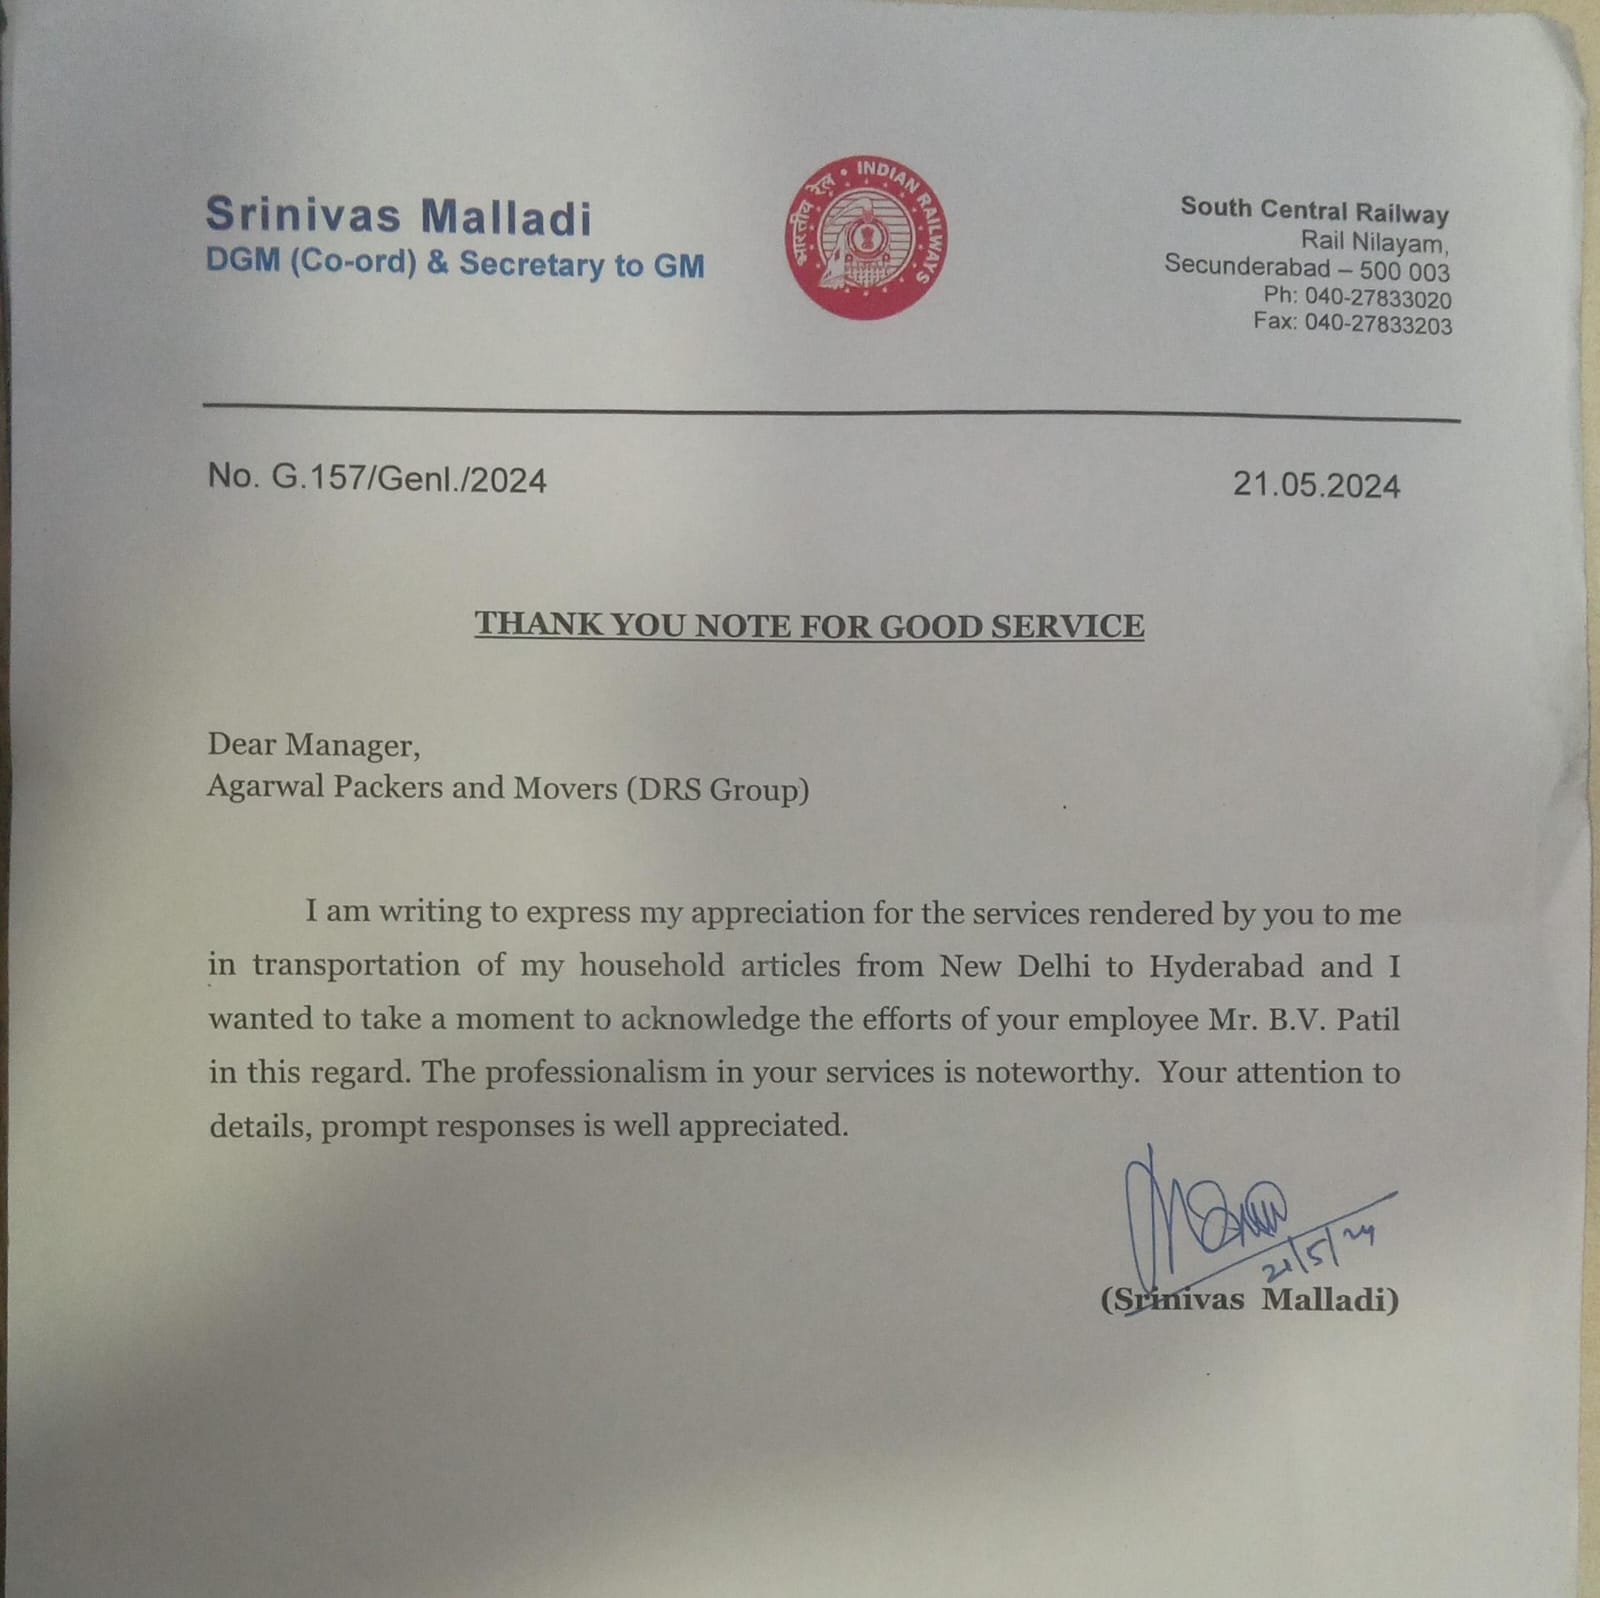 Srinivas Malladi
DGM (Co-ord) & Secretary to GM
भारतीय रेल • INDIAN RAILWAYS
South Central Railway
Rail Nilayam,
Secunderabad – 500 003
Ph: 040-27833020
Fax: 040-27833203
No. G.157/Genl./2024
21.05.2024
THANK YOU NOTE FOR GOOD SERVICE
Dear Manager,
Agarwal Packers and Movers (DRS Group)
I am writing to express my appreciation for the services rendered by you to me
in transportation of my household articles from New Delhi to Hyderabad and I
wanted to take a moment to acknowledge the efforts of your employee Mr. B.V. Patil
in this regard. The professionalism in your services is noteworthy. Your attention to
details, prompt responses is well appreciated.
21/5/24
(Srinivas Malladi)